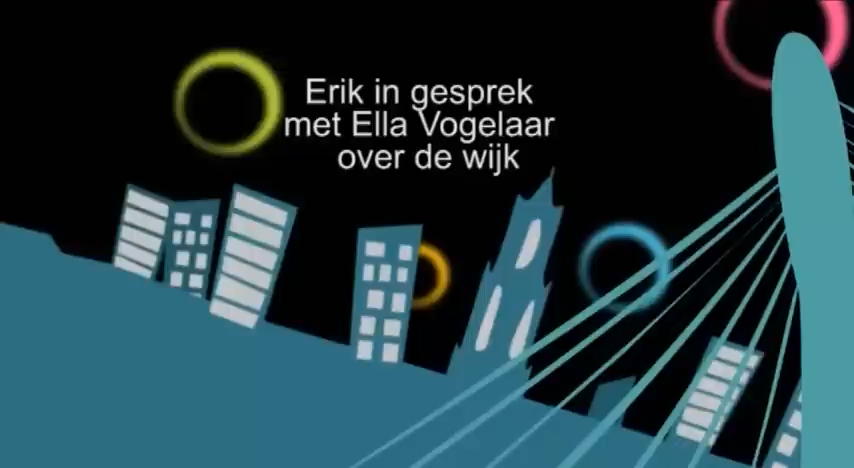 Erik in gesprek
met Ella Vogelaar
over de wijk